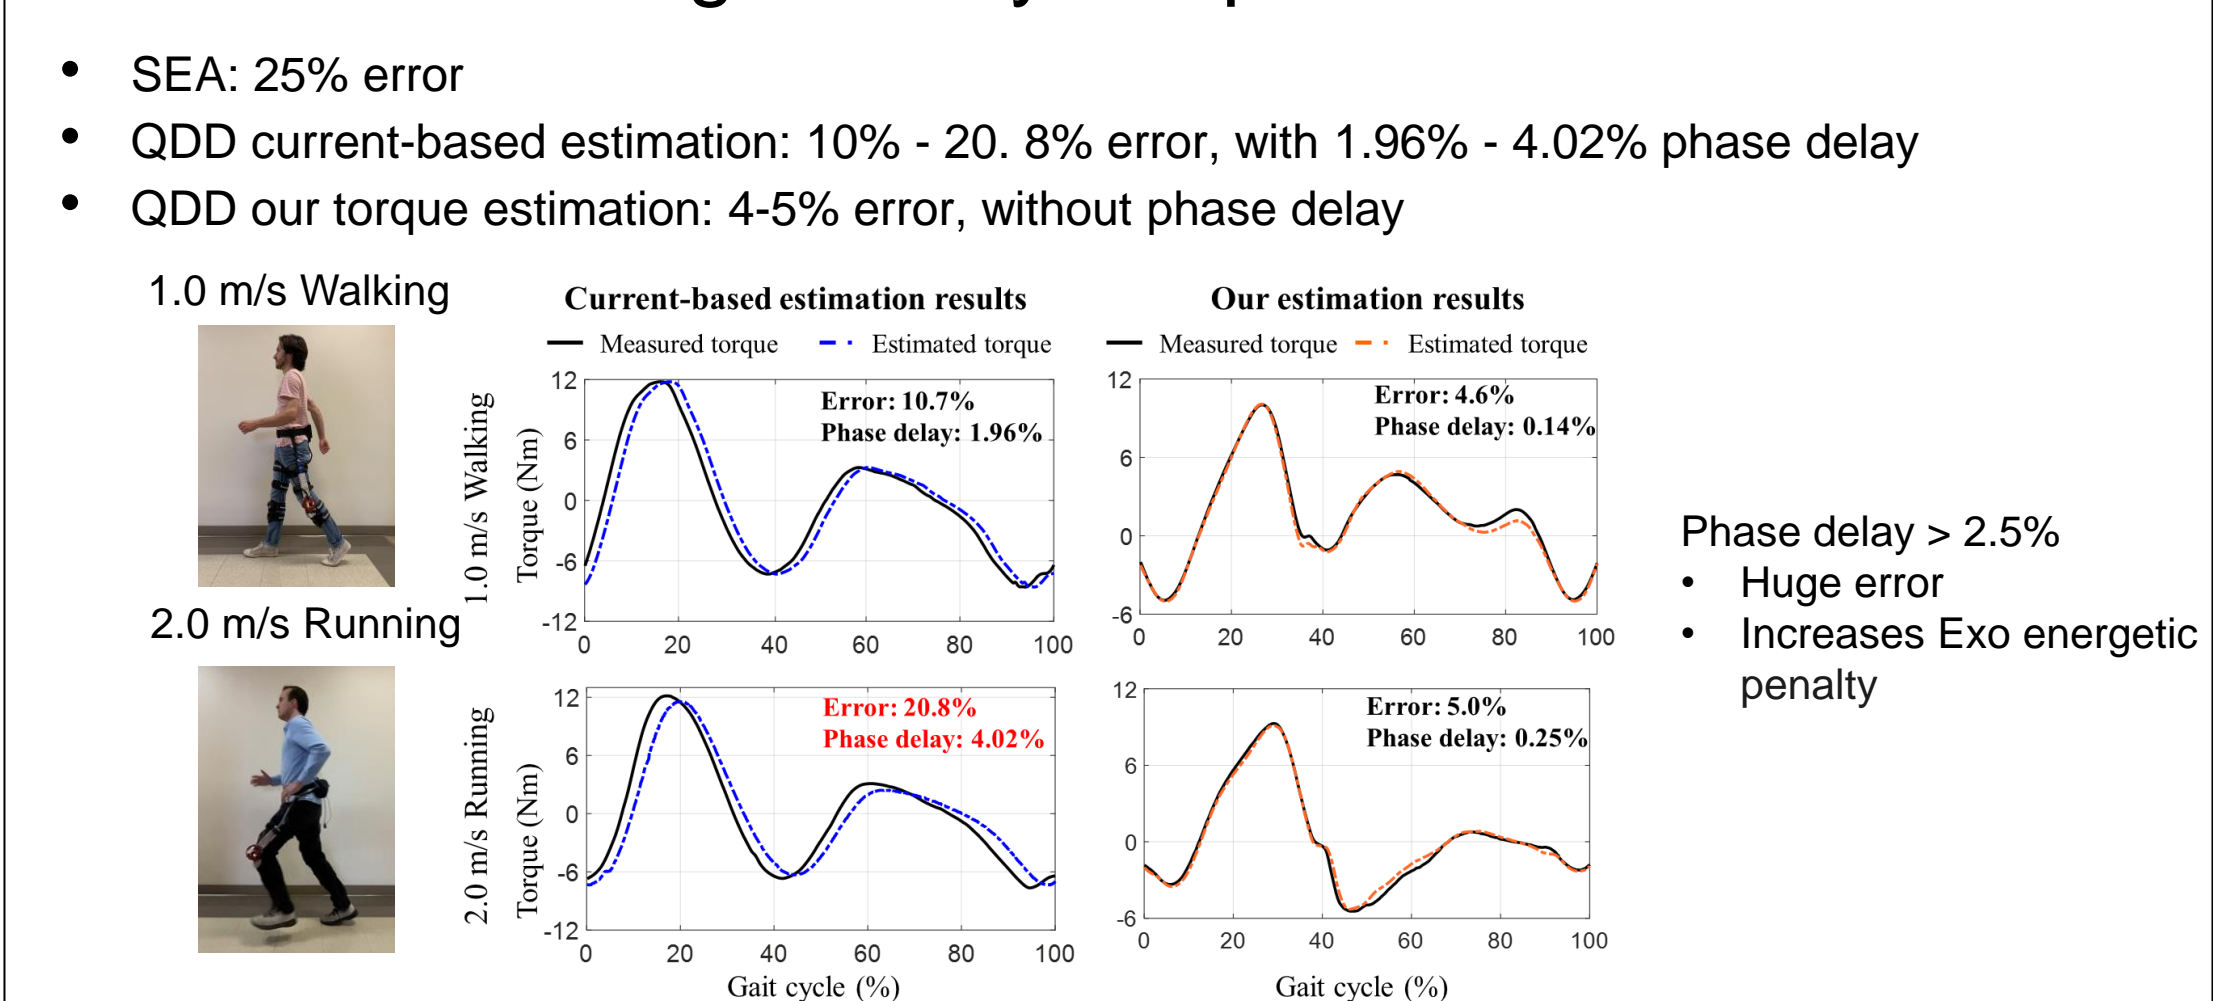 • SEA: 25% error
• QDD current-based estimation: 10% - 20. 8% error, with 1.96% - 4.02% phase delay
• QDD our torque estimation: 4-5% error, without phase delay
1.0 m/s Walking
2.0 m/s Running
Current-based estimation results
Measured torque Estimated torque
1.0 m/s Walking
Torque (Nm)
12
6
0
-6
-12
Error: 10.7%
Phase delay: 1.96%
0 20 40 60 80 100
2.0 m/s Running
Torque (Nm)
12
6
0
-6
-12
Error: 20.8%
Phase delay: 4.02%
0 20 40 60 80 100
Gait cycle (%)
Our estimation results
Measured torque Estimated torque
12
6
0
-6
Error: 4.6%
Phase delay: 0.14%
0 20 40 60 80 100
12
6
0
-6
Error: 5.0%
Phase delay: 0.25%
0 20 40 60 80 100
Gait cycle (%)
Phase delay > 2.5%
• Huge error
• Increases Exo energetic
penalty